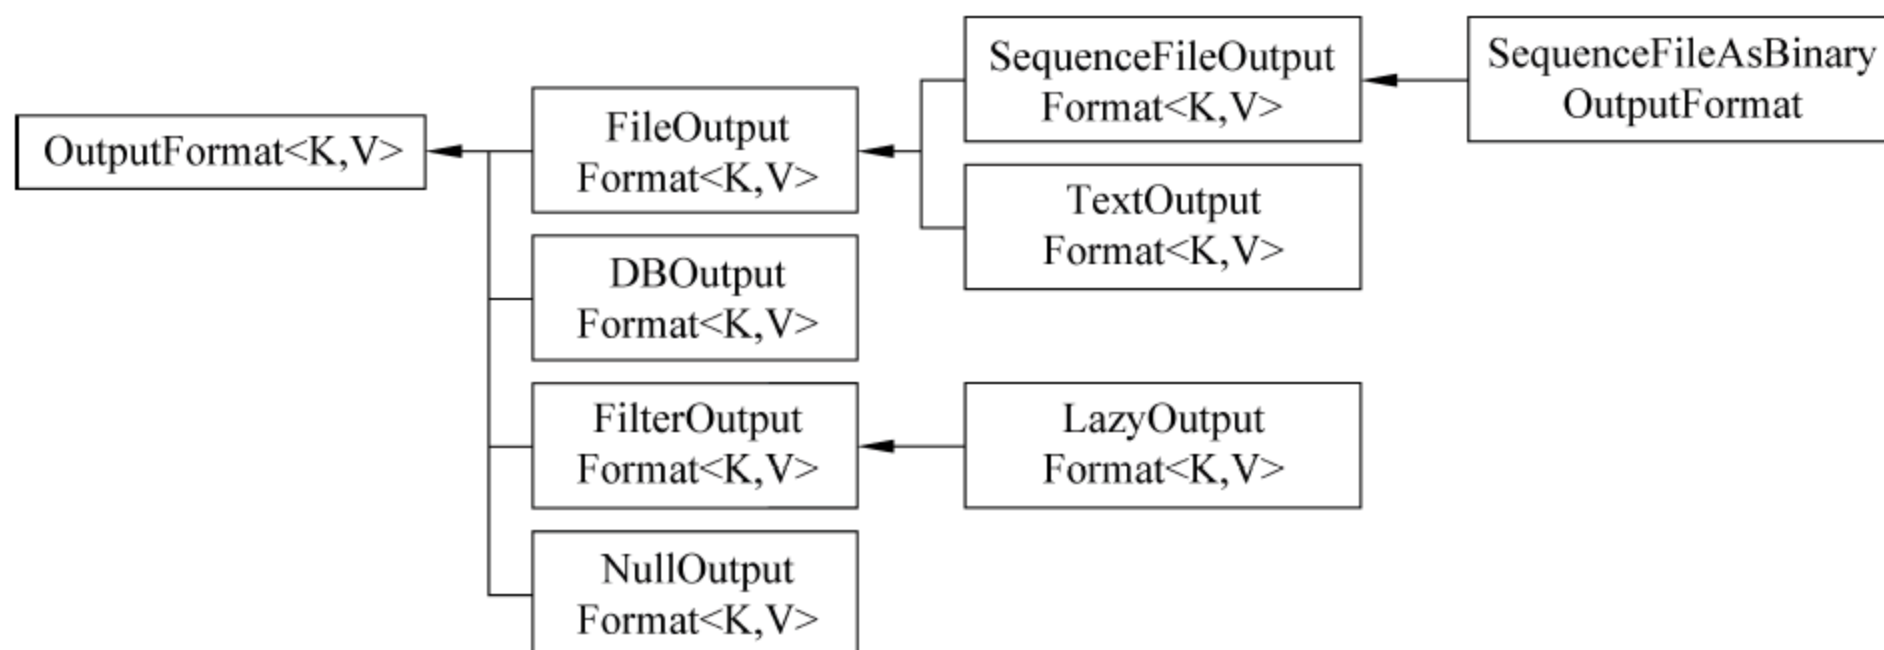 OutputFormat<K,V>
FileOutput
Format<K,V>
DBOutput
Format<K,V>
FilterOutput
Format<K,V>
NullOutput
Format<K,V>
SequenceFileOutput
Format<K,V>
TextOutput
Format<K,V>
LazyOutput
Format<K,V>
SequenceFileAsBinary
OutputFormat